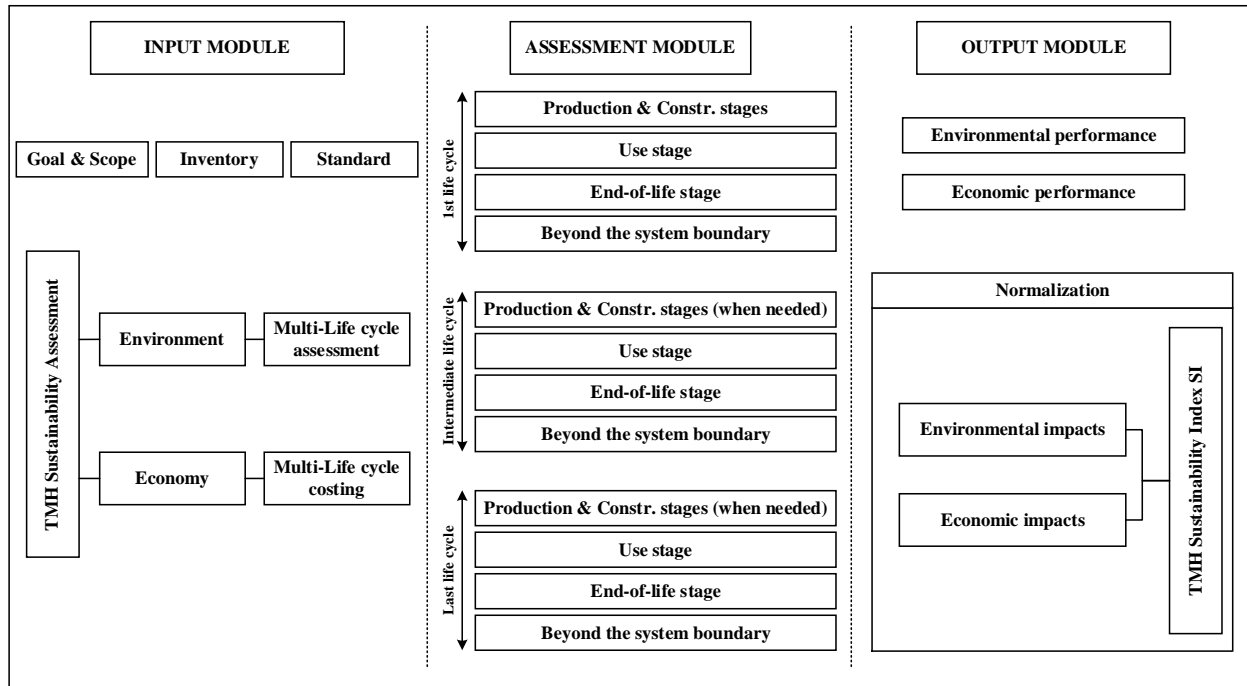 INPUT MODULE
Goal & Scope
Inventory
Standard
TMH Sustainability Assessment
Environment
Multi-Life cycle
assessment
Economy
Multi-Life cycle
costing
ASSESSMENT MODULE
1st life cycle
Production & Constr. stages
Use stage
End-of-life stage
Beyond the system boundary
Intermediate life cycle
Production & Constr. stages (when needed)
Use stage
End-of-life stage
Beyond the system boundary
Last life cycle
Production & Constr. stages (when needed)
Use stage
End-of-life stage
Beyond the system boundary
OUTPUT MODULE
Environmental performance
Economic performance
Normalization
Environmental impacts
Economic impacts
TMH Sustainability Index SI